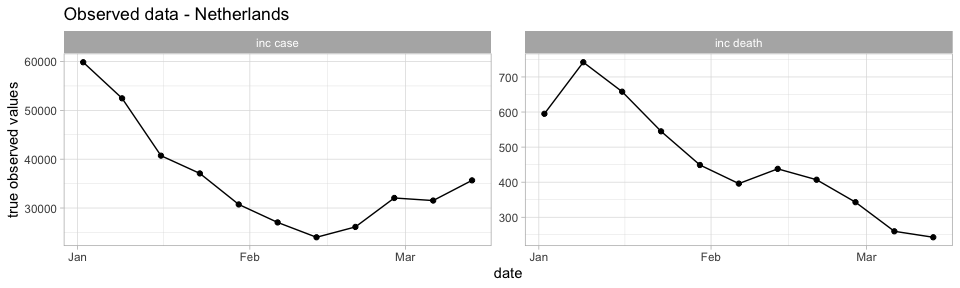 Observed data - Netherlands
inc case
inc death
true observed values
60000
50000
40000
30000
700
600
500
400
300
Jan
Feb
Mar
Jan
Feb
Mar
date